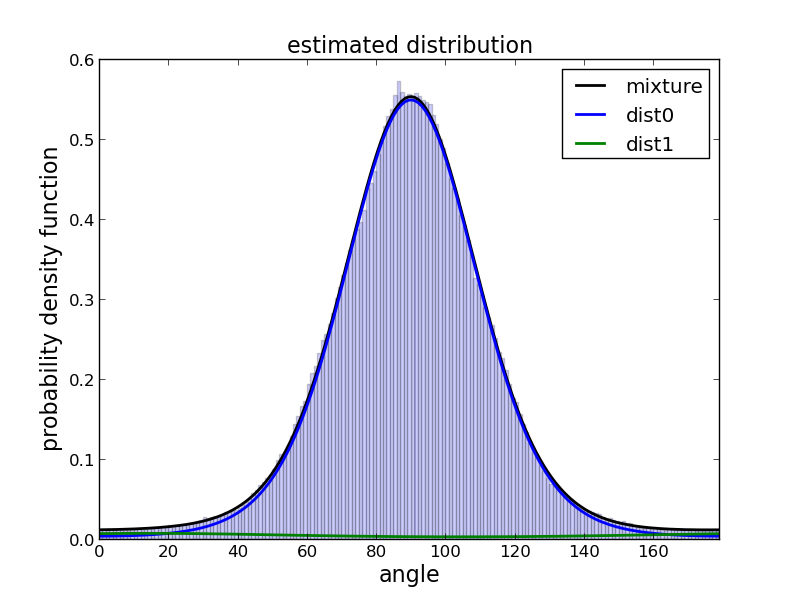 estimated distribution
0.6
0.5
0.4
0.3
0.2
0.1
0.0
probability density function
mixture
dist0
dist1
0 20 40 60 80 100 120 140 160
angle